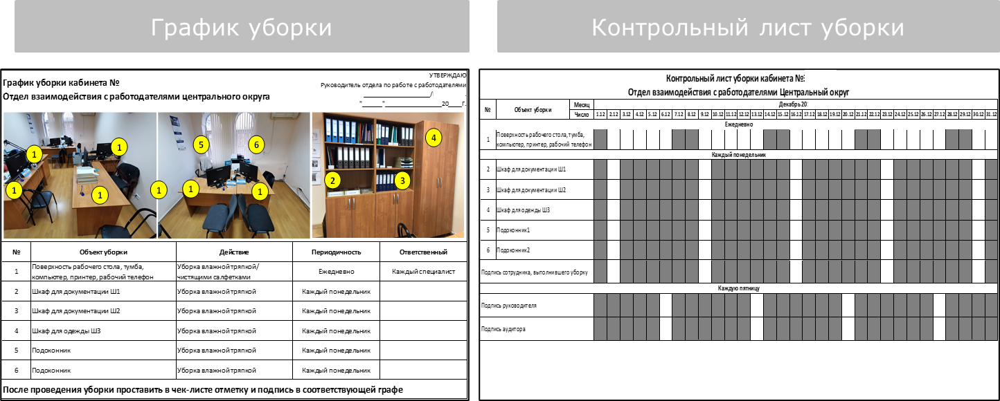 График уборки
Контрольный лист уборки
График уборки кабинета №
Отдел взаимодействия с работодателями центрального округа
УТВЕРЖДАЮ
Руководитель отдела по работе с работодателями
____________________/ .
"______"_________________20____г.
1
1
1
1
1
5
6
1
1
4
2
3
№ Объект уборки Действие Периодичность Ответственный
1 Поверхность рабочего стола, тумба, компьютер, принтер, рабочий телефон Уборка влажной тряпкой/ чистящими салфетками Ежедневно Каждый специалист
2 Шкаф для документации Ш1 Уборка влажной тряпкой Каждый понедельник
3 Шкаф для документации Ш2 Уборка влажной тряпкой Каждый понедельник
4 Шкаф для одежды Ш3 Уборка влажной тряпкой Каждый понедельник
5 Подоконник Уборка влажной тряпкой Каждый понедельник
6 Подоконник Уборка влажной тряпкой Каждый понедельник
После проведения уборки проставить в чек-листе отметку и подпись в соответствующей графе
Контрольный лист уборки кабинета №:
Отдел взаимодействия с работодателями Центральный округ
№ Объект уборки Месяц Декабрь 20:
Число 1.12 2.12 3.12 4.12 5.12 6.12 7.12 8.12 9.12 10.12 11.12 12.12 13.12 14.12 15.12 16.12 17.12 18.12 19.12 20.12 21.12 22.12 23.12 24.12 25.12 26.12 27.12 28.12 29.12 30.12 31.12
Ежедневно
1 Поверхность рабочего стола, тумба,
компьютер, принтер, рабочий телефон
Каждый понедельник
2 Шкаф для документации Ш1
3 Шкаф для документации Ш2
4 Шкаф для одежды Ш3
5 Подоконник1
6 Подоконник2
Подпись сотрудника, выполнившего уборку
Каждую пятницу
Подпись руководителя
Подпись аудитора